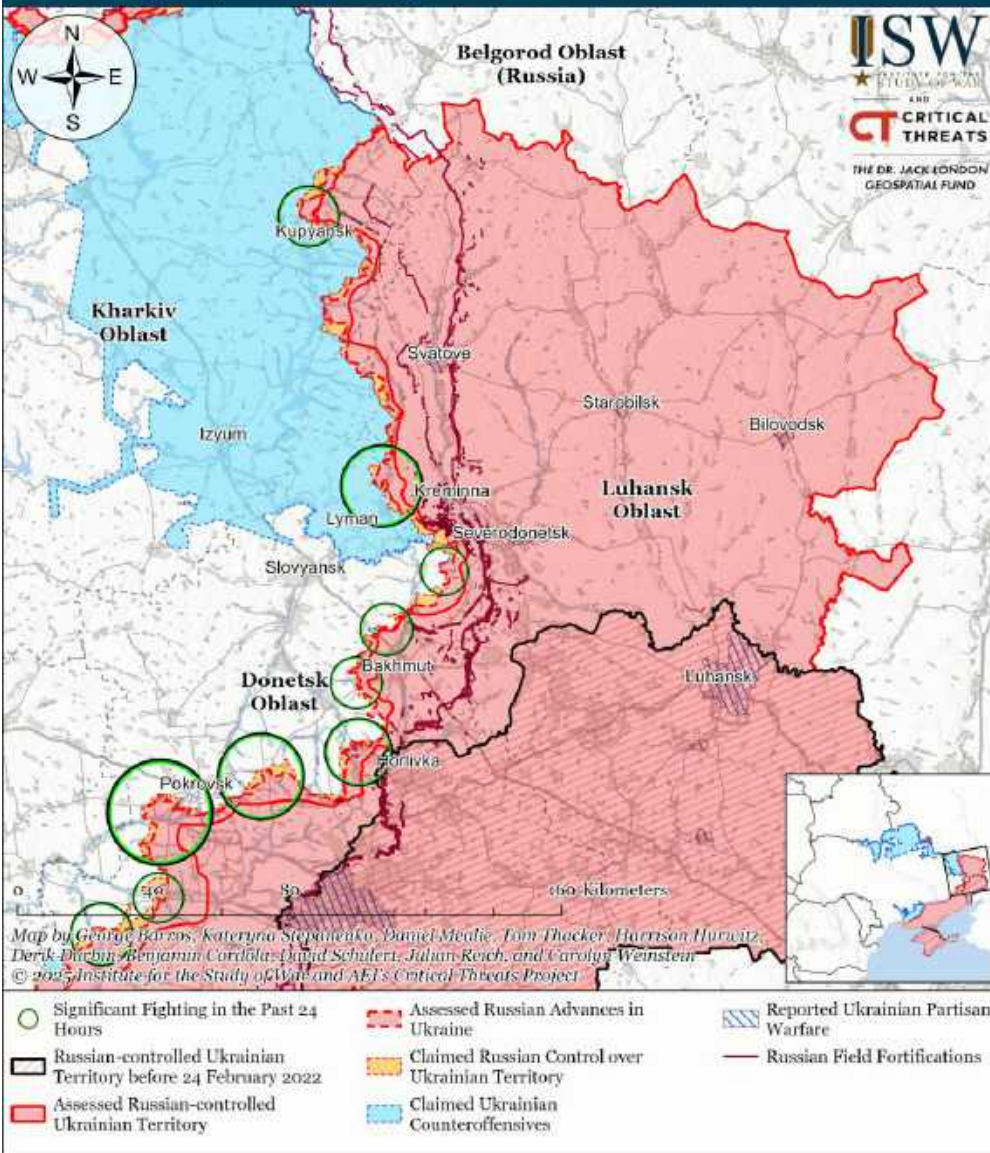 N
W E
S
Belgorod Oblast
(Russia)
ISW
INSTITUTE FOR THE
STUDY OF WAR
AND
CT CRITICAL
THREATS
THE DR. JACK LONDON
GEOSPATIAL FUND
Kupyansk
Kharkiv
Oblast
Svatove
Starobilsk
Bilovodsk
Izyum
Kreminna
Luhansk
Oblast
Lyman
Severodonetsk
Slovyansk
Bakhmut
Luhansk
Donetsk
Oblast
Horlivka
Pokrovsk
0 40 80 160 Kilometers
Map by George Barros, Kateryna Stepanenko, Daniel Mealie, Tom Thacker, Harrison Hurwitz,
Derik Durbin, Benjamin Cordola, David Schulert, Julian Reich, and Carolyn Weinstein
© 2025 Institute for the Study of War and AEI's Critical Threats Project
Significant Fighting in the Past 24
Hours
Russian-controlled Ukrainian
Territory before 24 February 2022
Assessed Russian-controlled
Ukrainian Territory
Assessed Russian Advances in
Ukraine
Claimed Russian Control over
Ukrainian Territory
Claimed Ukrainian
Counteroffensives
Reported Ukrainian Partisan
Warfare
Russian Field Fortifications